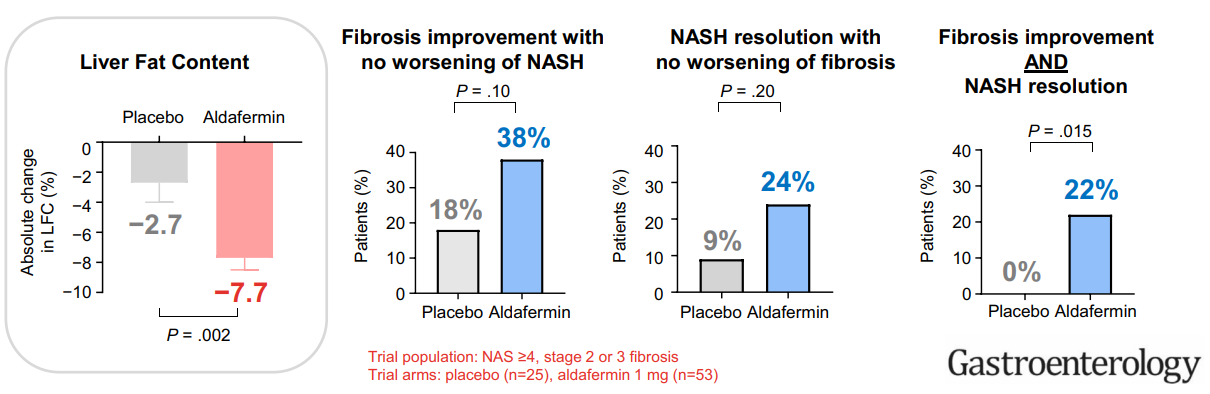 Liver Fat Content
Placebo Aldafermin
Absolute change
in LFC (%)
0
−2
−4
−6
−8
−10
−2.7
−7.7
P = .002
Fibrosis improvement with
no worsening of NASH
P = .10
Patients (%)
40
30
20
10
0
18%
38%
Placebo Aldafermin
NASH resolution with
no worsening of fibrosis
P = .20
Patients (%)
40
30
20
10
0
9%
24%
Placebo Aldafermin
Fibrosis improvement
AND
NASH resolution
P = .015
Patients (%)
40
30
20
10
0
0%
22%
Placebo Aldafermin
Trial population: NAS ≥4, stage 2 or 3 fibrosis
Trial arms: placebo (n=25), aldafermin 1 mg (n=53)
Gastroenterology